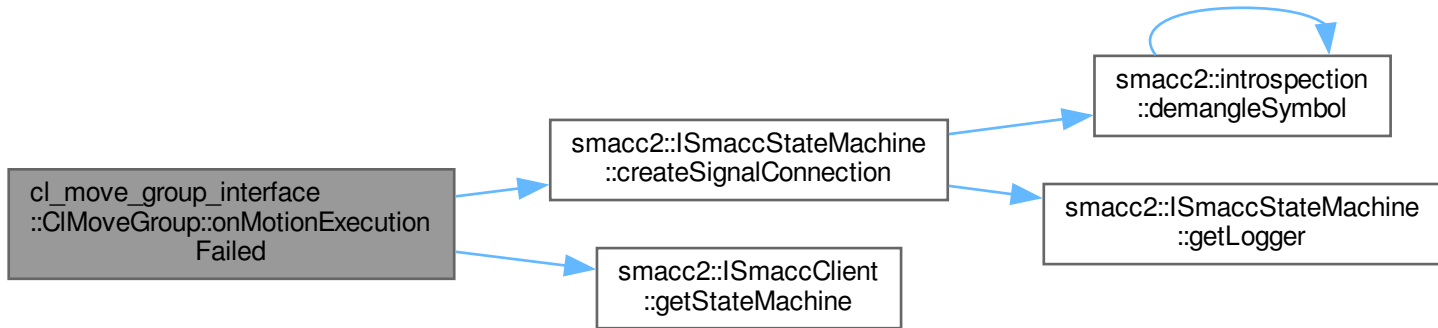 cl_move_group_interface
::ClMoveGroup::onMotionExecution
Failed
smacc2::ISmaccStateMachine
::createSignalConnection
smacc2::introspection
::demangleSymbol
smacc2::ISmaccStateMachine
::getLogger
smacc2::ISmaccClient
::getStateMachine